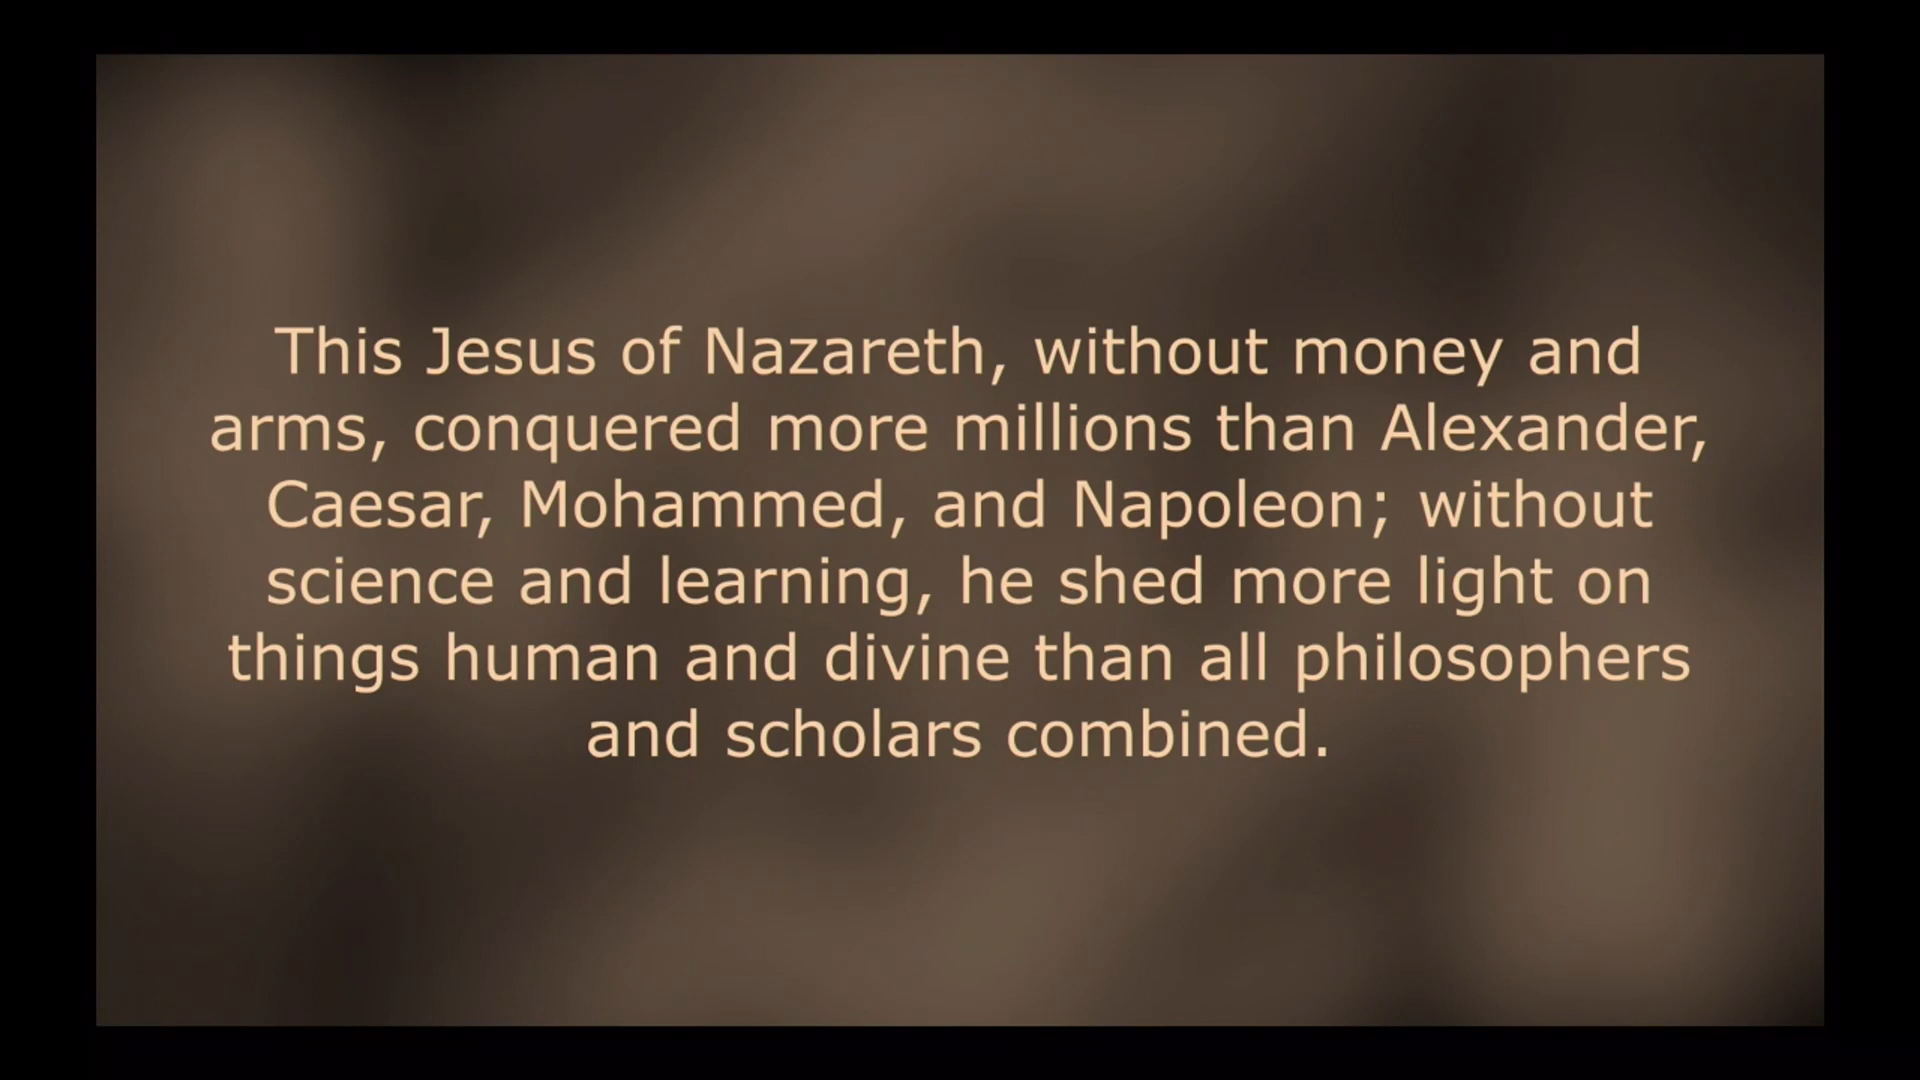 This Jesus of Nazareth, without money and
arms, conquered more millions than Alexander,
Caesar, Mohammed, and Napoleon; without
science and learning, he shed more light on
things human and divine than all philosophers
and scholars combined.